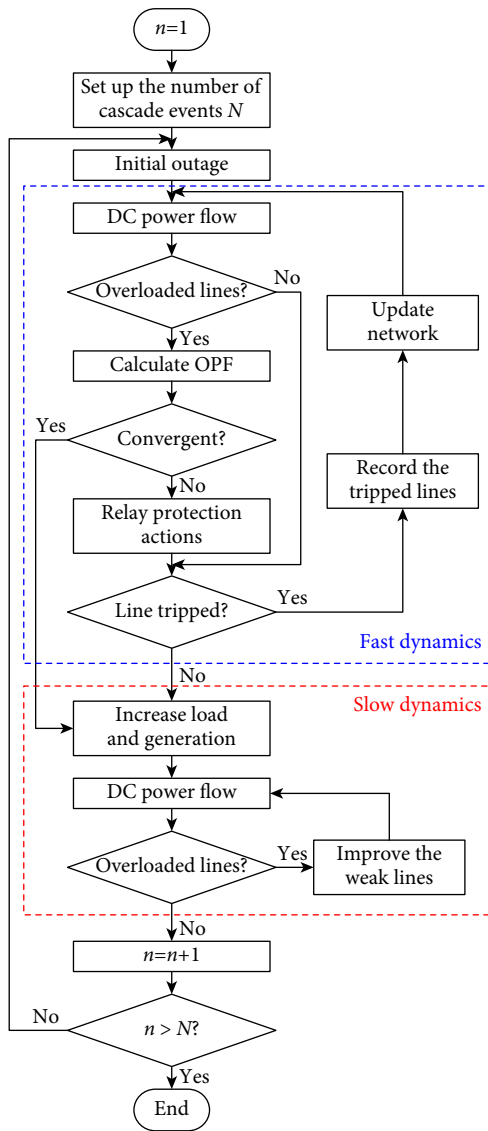 n=1
Set up the number of
cascade events N
Initial outage
DC power flow
Overloaded lines?
No
Yes
Calculate OPF
Yes
Convergent?
No
Relay protection
actions
Line tripped?
Yes
Record the
tripped lines
Update
network
Fast dynamics
No
Slow dynamics
Increase load
and generation
DC power flow
Overloaded lines?
Yes
Improve the
weak lines
No
n=n+1
No
n > N?
Yes
End